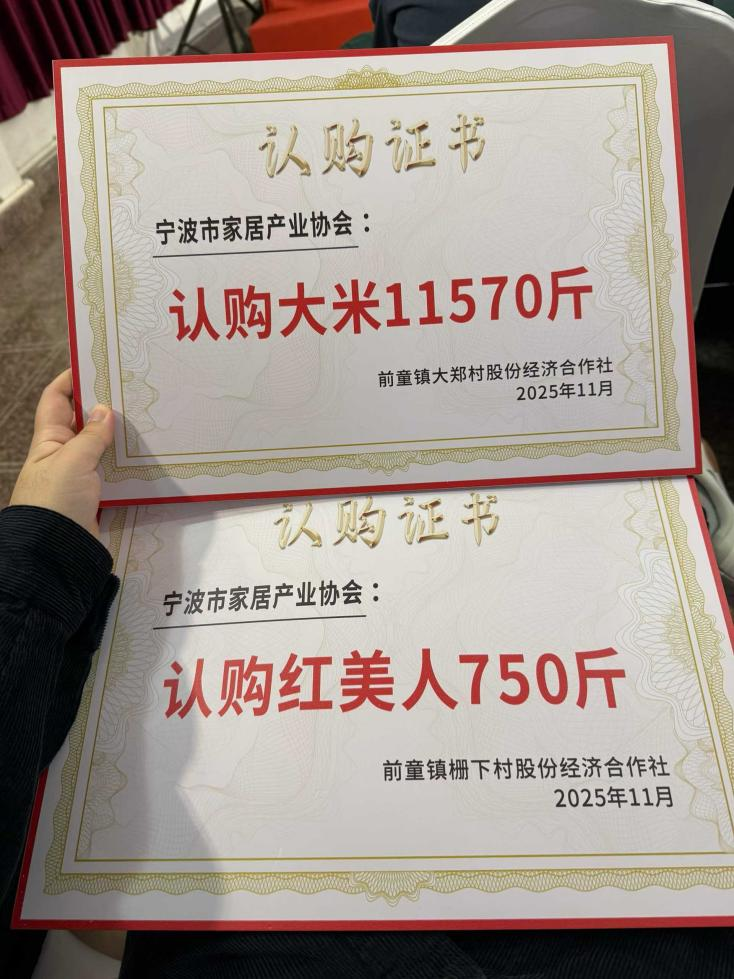 认购证书
宁波市家居产业协会：
认购大米11570斤
前童镇大郑村股份经济合作社
2025年11月
认购证书
宁波市家居产业协会：
认购红美人750斤
前童镇栅下村股份经济合作社
2025年11月